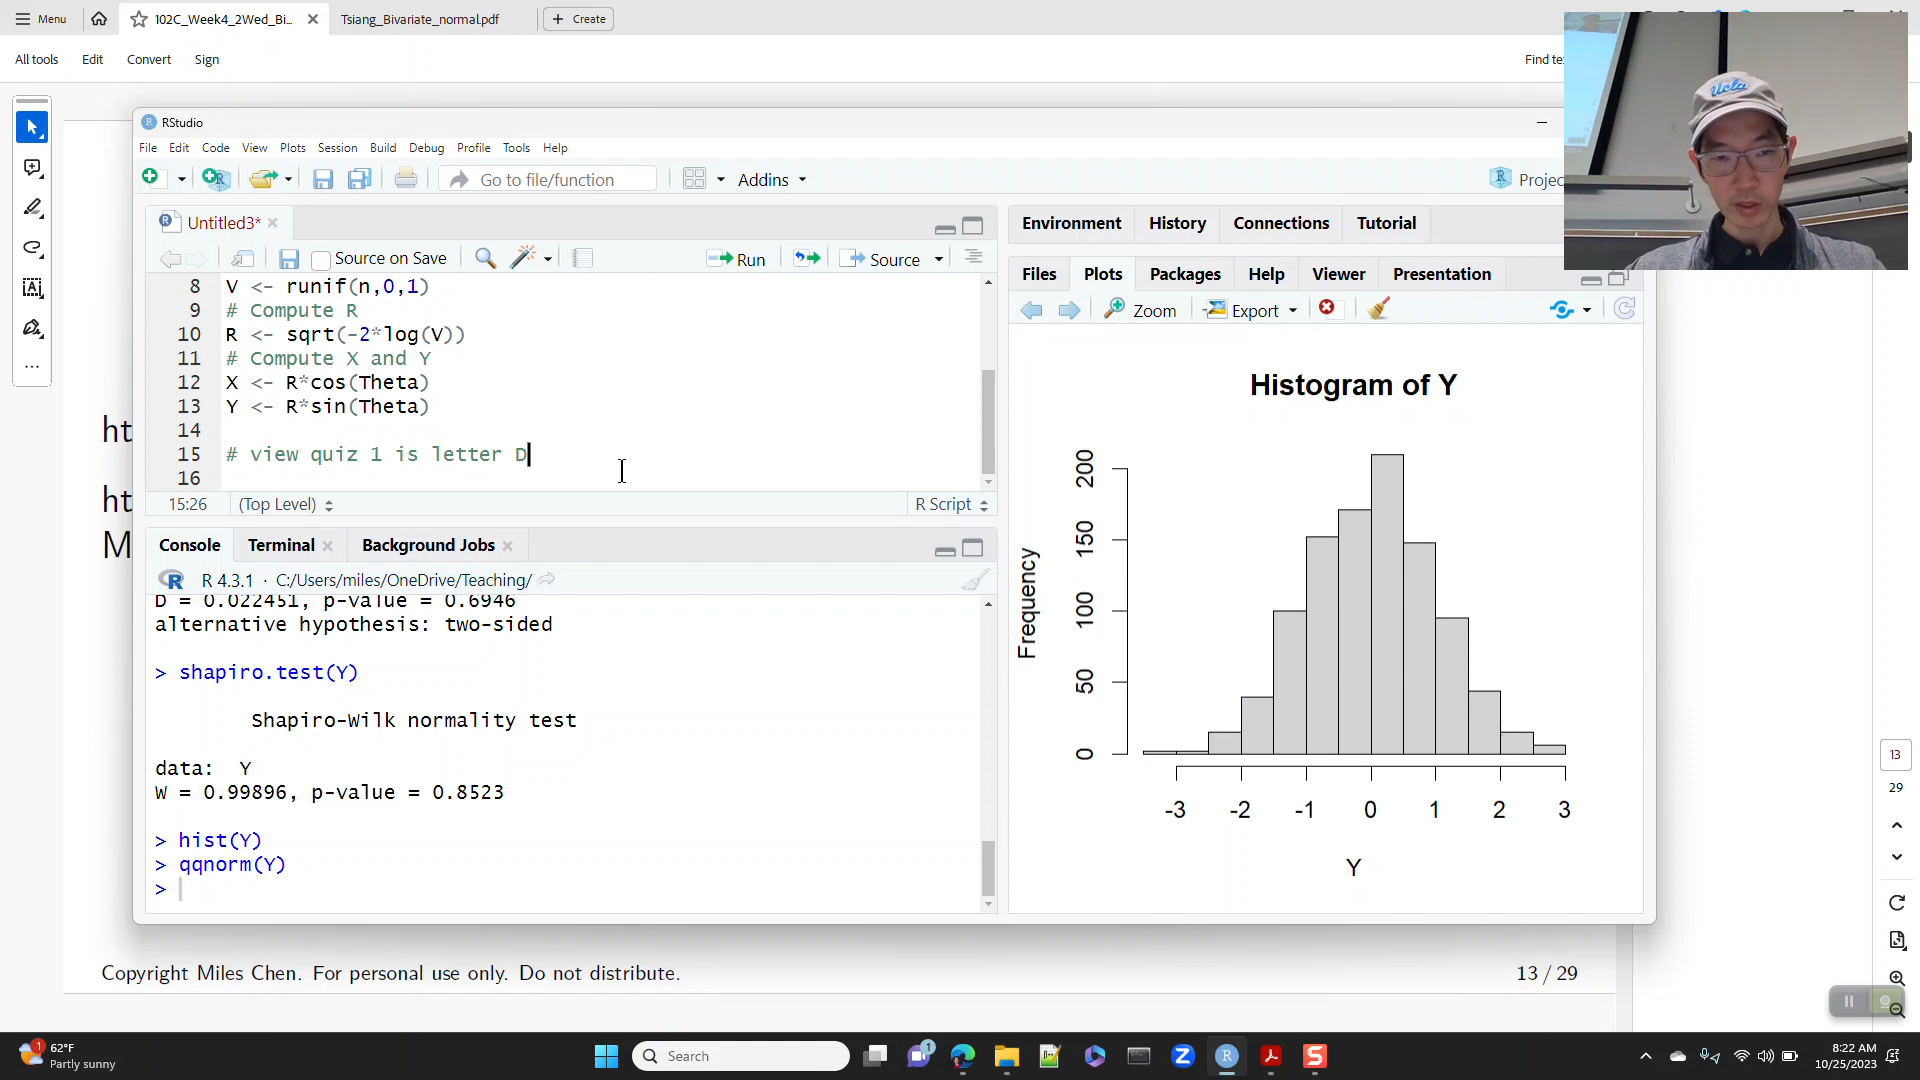 Menu
102C_Week4_2Wed_Bi...
Tsiang_Bivariate_normal.pdf
Create
All tools
Edit
Convert
Sign
Find te
Ucla
RStudio
File Edit Code View Plots Session Build Debug Profile Tools Help
Go to file/function
Addins
Projec
Untitled3*
Source on Save
Run
Source
8 V <- runif(n,0,1)
9 # Compute R
10 R <- sqrt(-2*log(V))
11 # Compute X and Y
12 X <- R*cos(Theta)
13 Y <- R*sin(Theta)
14
15 # view quiz 1 is letter D
16
15:26 (Top Level) R Script
Console Terminal Background Jobs
R 4.3.1 · C:/Users/miles/OneDrive/Teaching/
D = 0.022451, p-value = 0.6946
alternative hypothesis: two-sided
> shapiro.test(Y)
Shapiro-Wilk normality test
data: Y
W = 0.99896, p-value = 0.8523
> hist(Y)
> qqnorm(Y)
>
Environment History Connections Tutorial
Files Plots Packages Help Viewer Presentation
Zoom Export
Histogram of Y
Frequency
200
150
100
50
0
-3 -2 -1 0 1 2 3
Y
ht
ht
M
13
29
Copyright Miles Chen. For personal use only. Do not distribute.
13 / 29
1
62°F
Partly sunny
Search
1
8:22 AM
10/25/2023